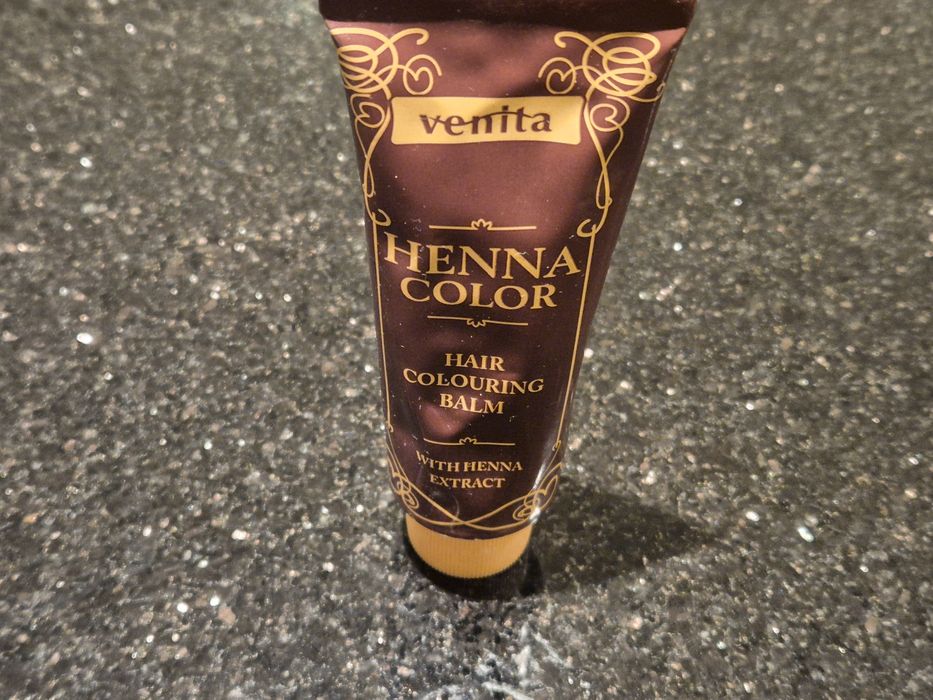 venita
HENNA
COLOR
HAIR
COLOURING
BALM
WITH HENNA
EXTRACT